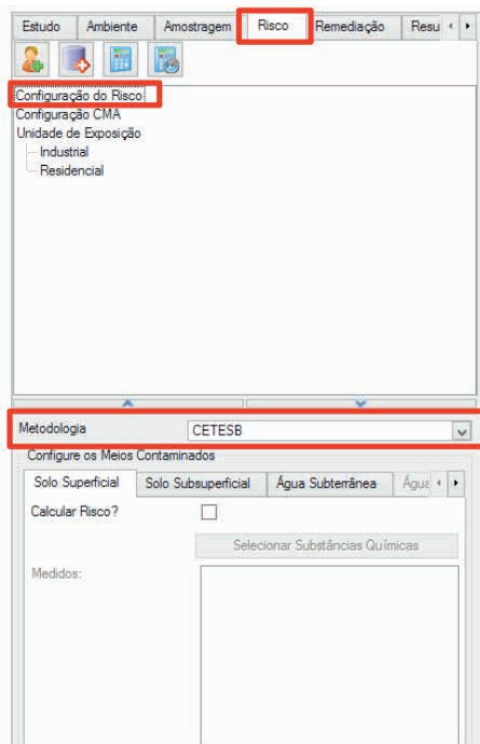 Estudo Ambiente Amostragem Risco Remediação Resu
Configuração do Risco
Configuração CMA
Unidade de Exposição
Industrial
Residencial
Metodologia CETESB
Configure os Meios Contaminados
Solo Superficial Solo Subsuperficial Água Subterrânea Água
Calcular Risco?
Selecionar Substâncias Químicas
Medidos: